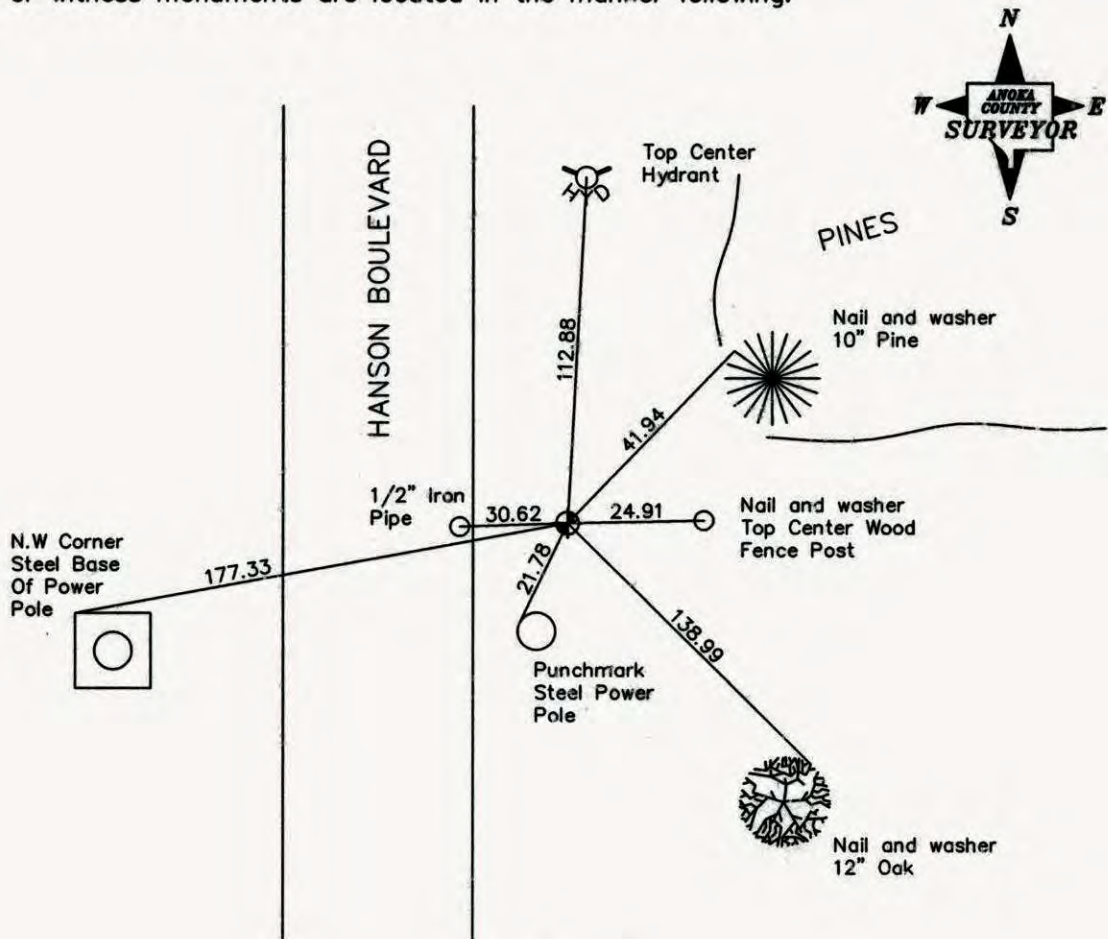 or witness monuments are located in the manner following:
N
W
ANOKA
COUNTY
E
SURVEYOR
S
HANSON BOULEVARD
Top Center
Hydrant
HYD
PINES
112.88
Nail and washer
10" Pine
41.94
1/2" Iron
Pipe
30.62
24.91
Nail and washer
Top Center Wood
Fence Post
N.W Corner
Steel Base
Of Power
Pole
177.33
21.78
138.99
Punchmark
Steel Power
Pole
Nail and washer
12" Oak